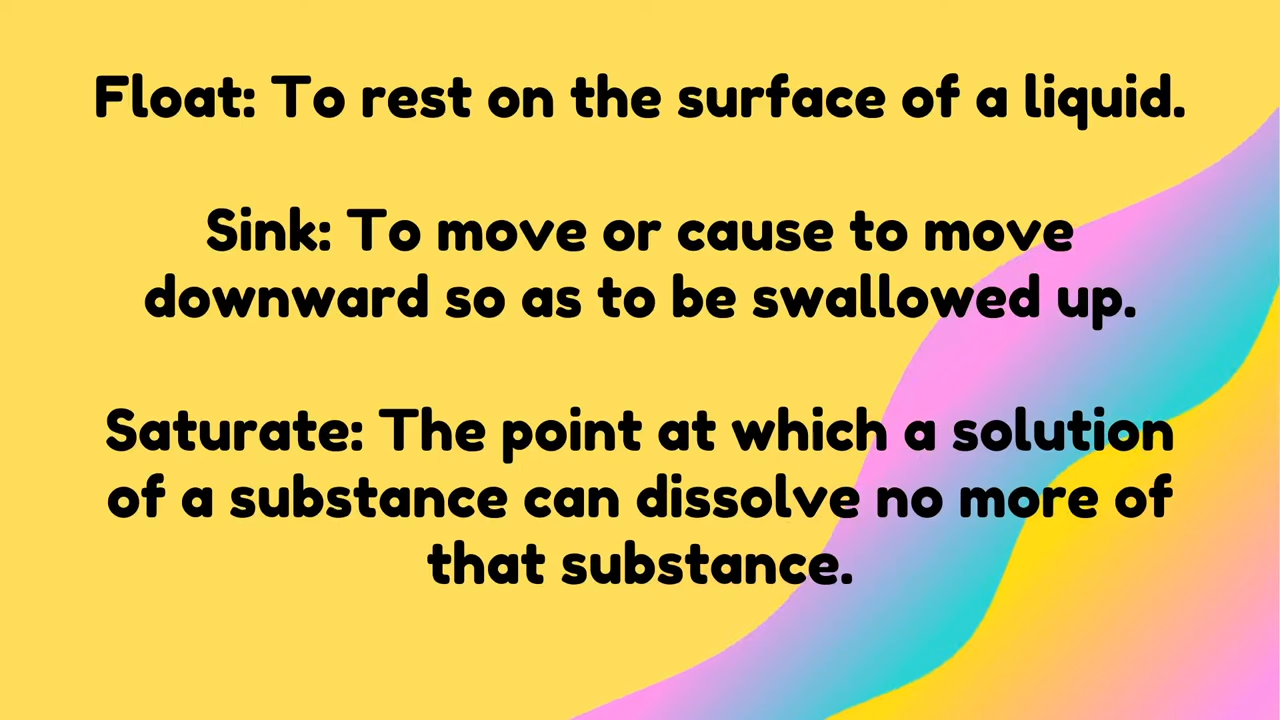 Float: To rest on the surface of a liquid.
Sink: To move or cause to move
downward so as to be swallowed up.
Saturate: The point at which a solution
of a substance can dissolve no more of
that substance.